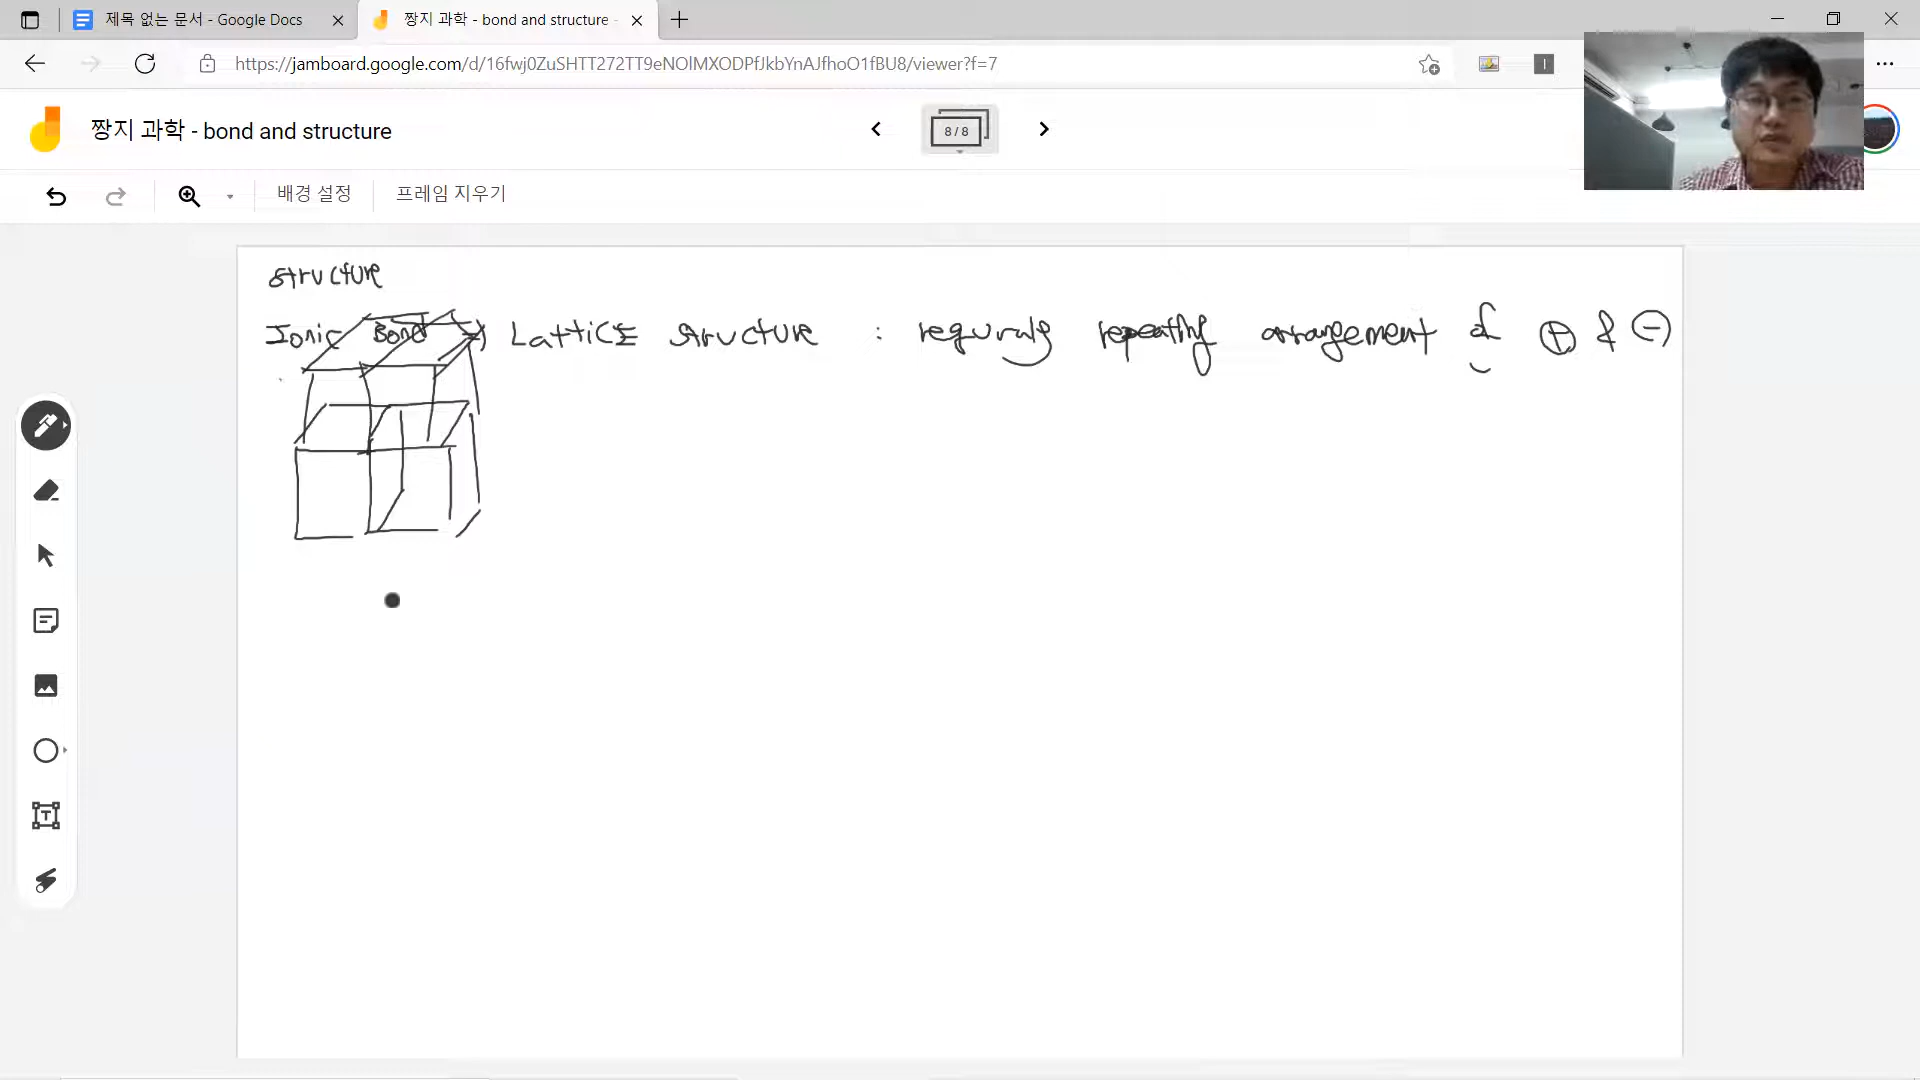 제목 없는 문서 - Google Docs
짱지 과학 - bond and structure -
https://jamboard.google.com/d/16fwj0ZuSHTT272TT9eNOlMXODPfJkbYnAJfhoO1fBU8/viewer?f=7
짱지 과학 - bond and structure
8 / 8
배경 설정
프레임 지우기
structure
Ionic Bond Lattice structure : reguraly repeating arrangement of ⊕ & ⊖